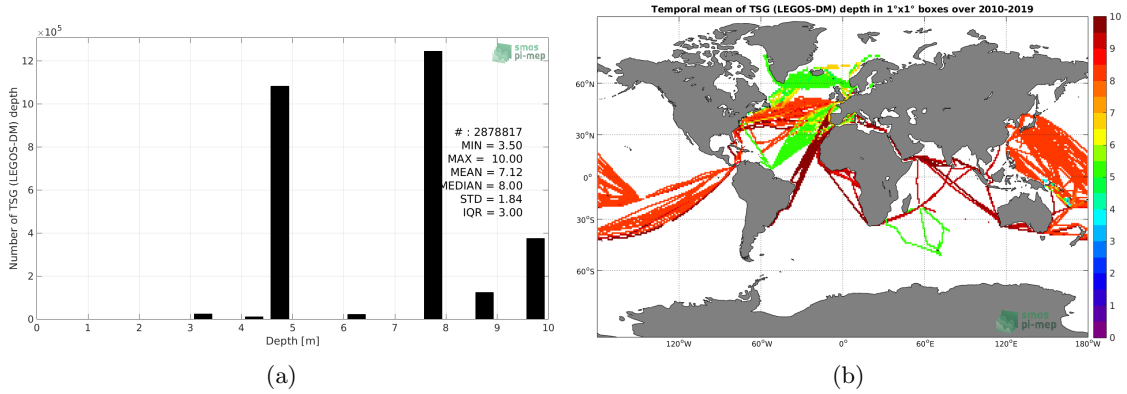 ×10⁵
12
10
8
6
4
2
0
Number of TSG (LEGOS-DM) depth
smos
pi-mep
# : 2878817
MIN = 3.50
MAX = 10.00
MEAN = 7.12
MEDIAN = 8.00
STD = 1.84
IQR = 3.00
0 1 2 3 4 5 6 7 8 9 10
Depth [m]
(a)
Temporal mean of TSG (LEGOS-DM) depth in 1°x1° boxes over 2010-2019
60°N
30°N
0°
30°S
60°S
120°W 60°W 0° 60°E 120°E 180°W
smos
pi-mep
10
9
8
7
6
5
4
3
2
1
0
(b)